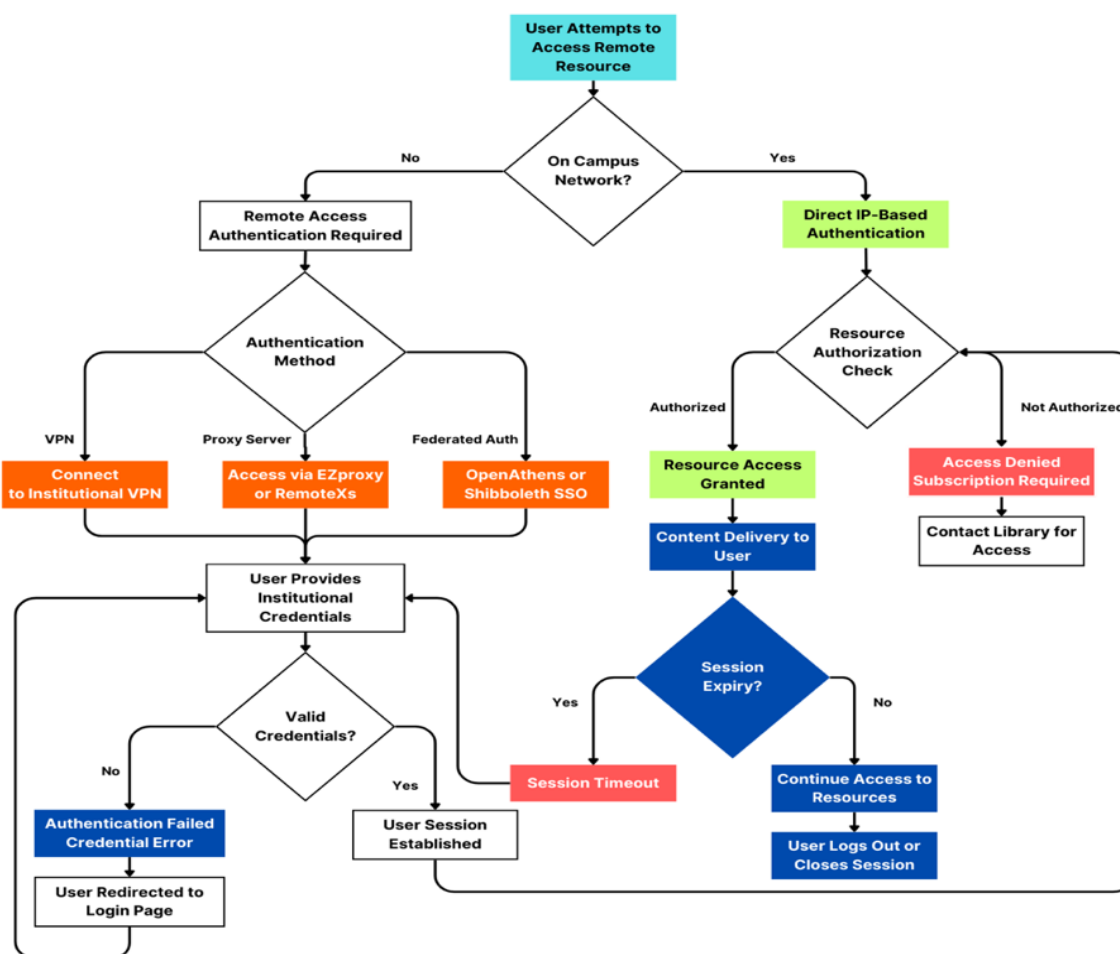 User Attempts to
Access Remote
Resource
On Campus
Network?
No
Yes
Remote Access
Authentication Required
Direct IP-Based
Authentication
Authentication
Method
Resource
Authorization
Check
VPN
Proxy Server
Federated Auth
Authorized
Not Authorized
Connect
to Institutional VPN
Access via EZproxy
or RemoteXs
OpenAthens or
Shibboleth SSO
Resource Access
Granted
Access Denied
Subscription Required
Content Delivery to
User
Contact Library for
Access
User Provides
Institutional
Credentials
Session
Expiry?
Yes
No
Valid
Credentials?
No
Yes
Session Timeout
Continue Access to
Resources
Authentication Failed
Credential Error
User Session
Established
User Logs Out or
Closes Session
User Redirected to
Login Page